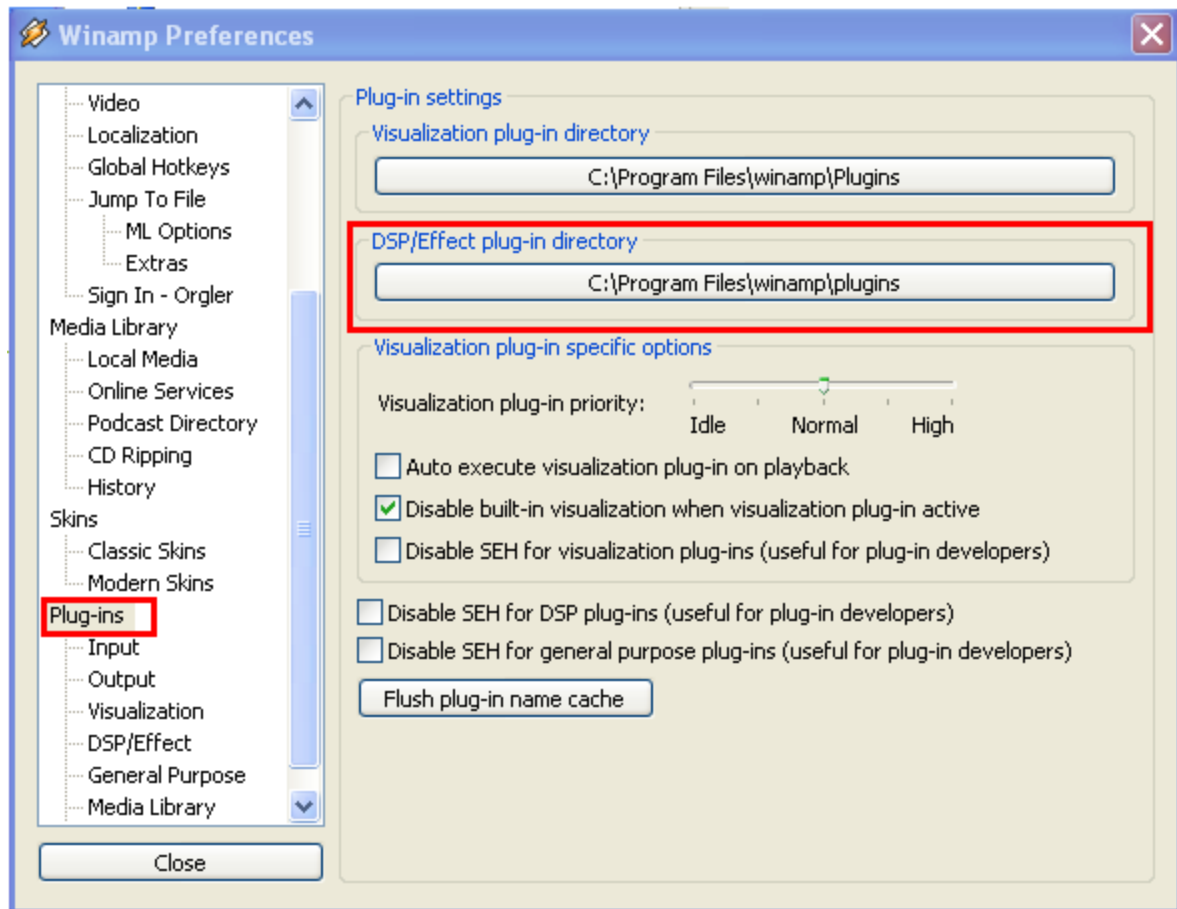 Winamp Preferences
Video
Localization
Global Hotkeys
Jump To File
ML Options
Extras
Sign In - Orgler
Media Library
Local Media
Online Services
Podcast Directory
CD Ripping
History
Skins
Classic Skins
Modern Skins
Plug-ins
Input
Output
Visualization
DSP/Effect
General Purpose
Media Library
Close
Plug-in settings
Visualization plug-in directory
C:\Program Files\winamp\Plugins
DSP/Effect plug-in directory
C:\Program Files\winamp\plugins
Visualization plug-in specific options
Visualization plug-in priority:
Idle Normal High
Auto execute visualization plug-in on playback
Disable built-in visualization when visualization plug-in active
Disable SEH for visualization plug-ins (useful for plug-in developers)
Disable SEH for DSP plug-ins (useful for plug-in developers)
Disable SEH for general purpose plug-ins (useful for plug-in developers)
Flush plug-in name cache